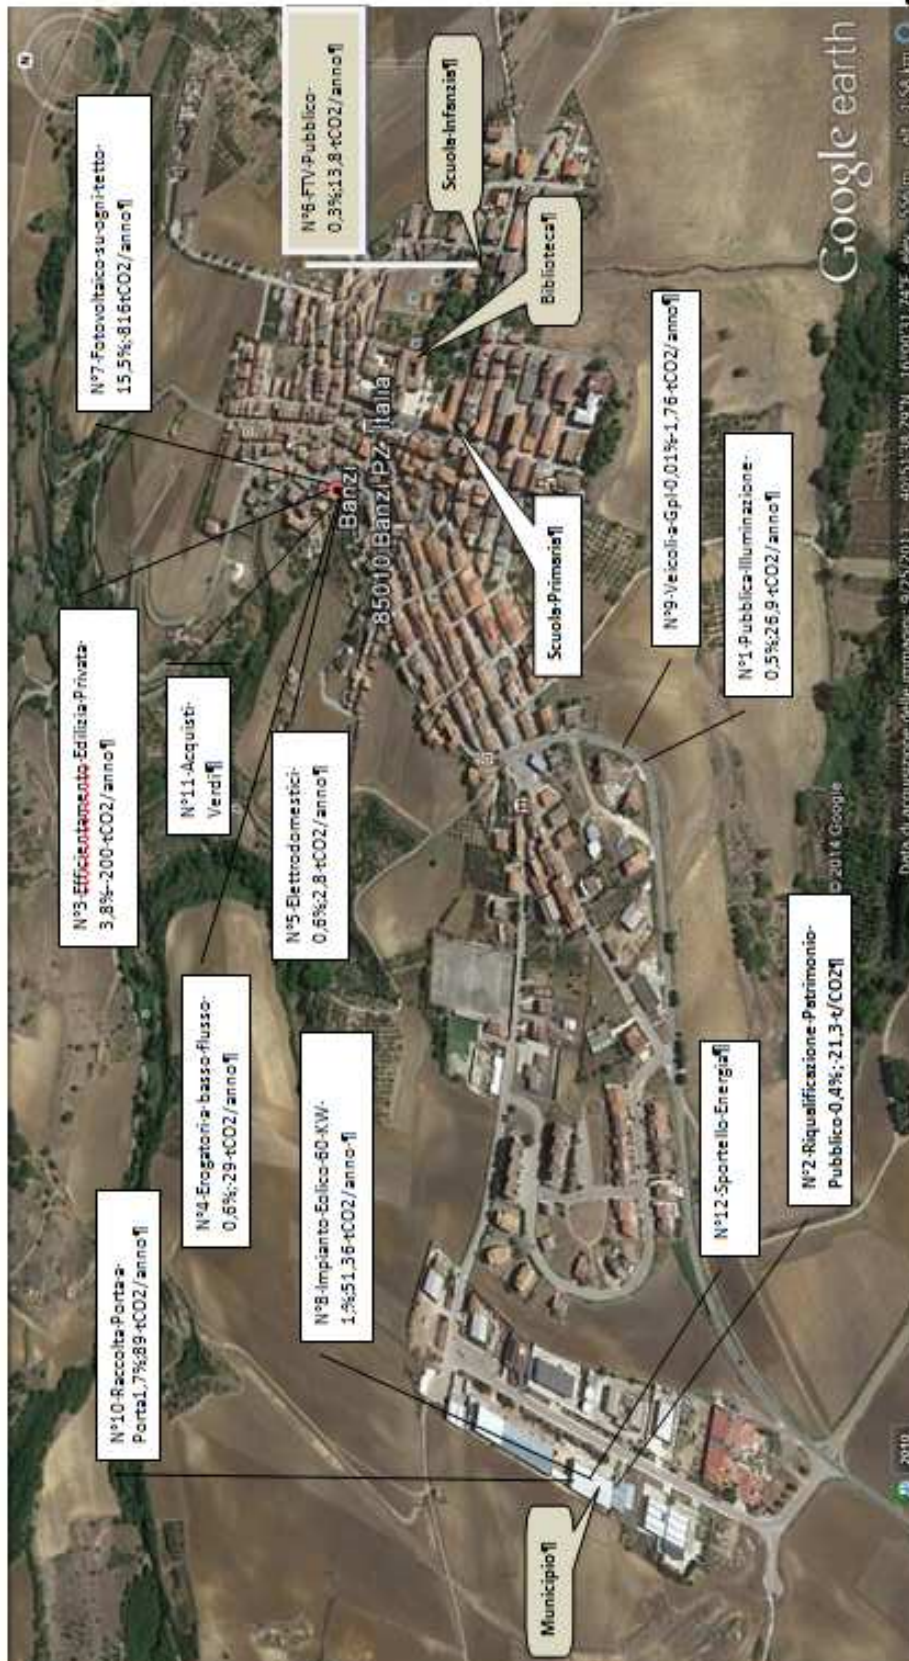 N°10-Raccolta-Porta-a-
Porta1,7%;89-tCO2/anno¶
N°3-Efficientamento-Edilizia-Privata-
3,8%-200-tCO2/anno¶
N°7-Fotovoltaico-su-ogni-tetto-
15,5%;816tCO2/anno¶
N°4-Erogatori-a-basso-flusso-
0,6%;29-tCO2/anno¶
N°11-Acquisti-
Verdi¶
N°8-Impianto-Eolico-60-KW-
1,%;51,36-tCO2/anno-¶
N°5-Elettrodomestici-
0,6%;2,8-tCO2/anno¶
N°6-FTV-Pubblico-
0,3%;13,8-tCO2/anno¶
Banzi
85010 Banzi PZ, Italia
Scuola-Infanzia¶
Biblioteca¶
Scuola-Primaria¶
Municipio¶
N°9-Veicoli-a-Gpl-0,01%-1,76-tCO2/anno¶
N°12-Sportello-Energia¶
N°1-Pubblica-Illuminazione-
0,5%;26,9-tCO2/anno¶
N°2-Riqualificazione-Patrimonio-
Pubblico-0,4%;-21,3-t/CO2¶
© 2014 Google
Google earth
N